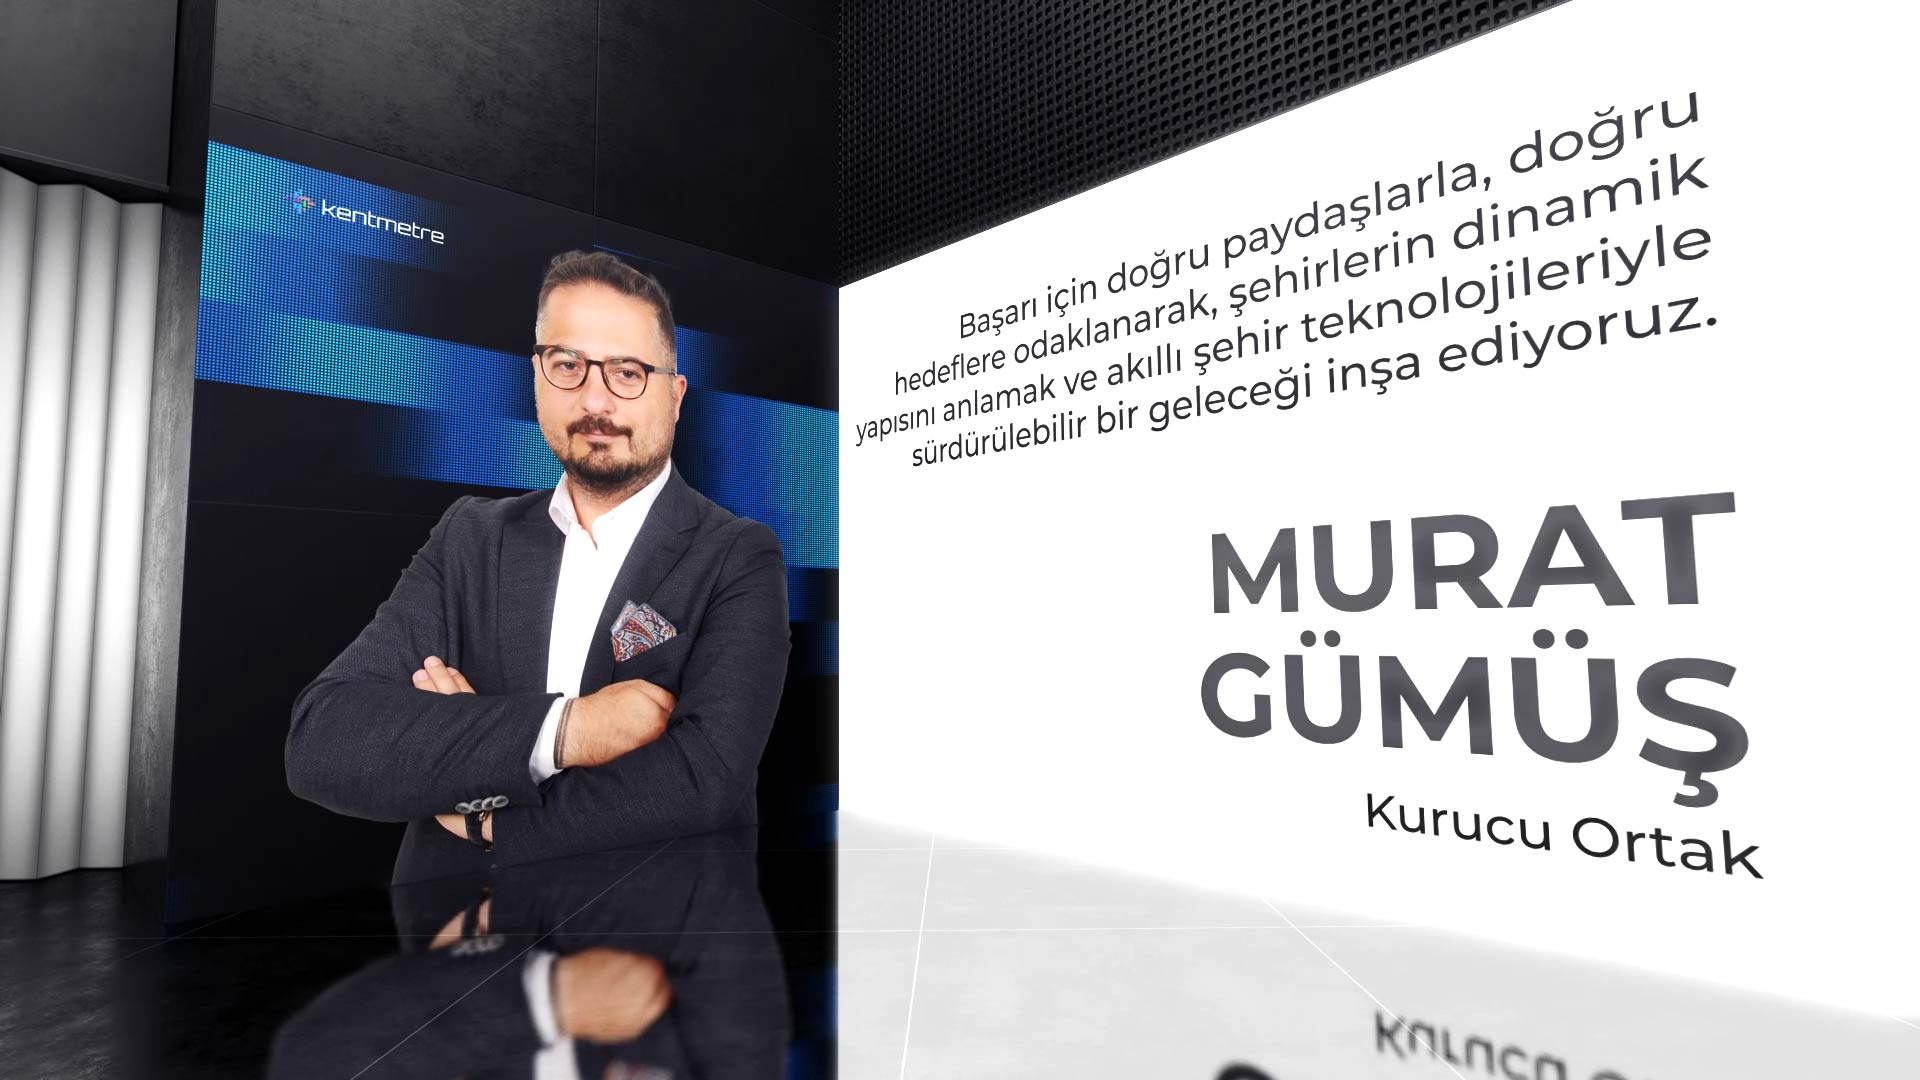 kentmetre
Başarı için doğru paydaşlarla, doğru
hedeflere odaklanarak, şehirlerin dinamik
yapısını anlamak ve akıllı şehir teknolojileriyle
sürdürülebilir bir geleceği inşa ediyoruz.
MURAT
GÜMÜŞ
Kurucu Ortak